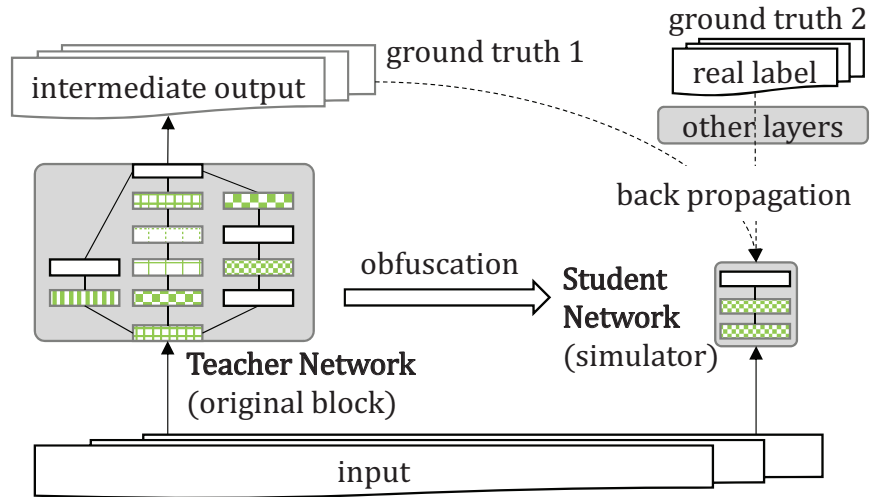 ground truth 1
ground truth 2
intermediate output
real label
other layers
back propagation
obfuscation
Student
Network
(simulator)
Teacher Network
(original block)
input